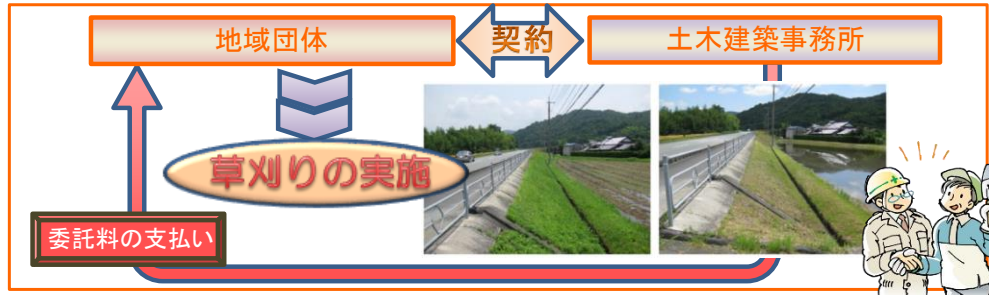 地域団体
契約
土木建築事務所
草刈りの実施
委託料の支払い